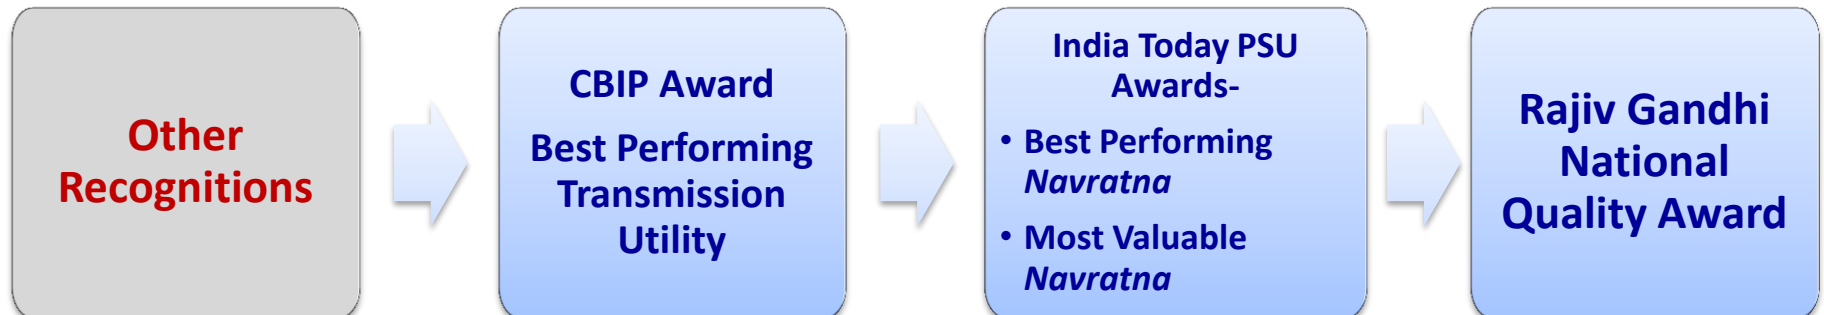 Other
Recognitions
CBIP Award
Best Performing
Transmission
Utility
India Today PSU
Awards-
• Best Performing
Navratna
• Most Valuable
Navratna
Rajiv Gandhi
National
Quality Award